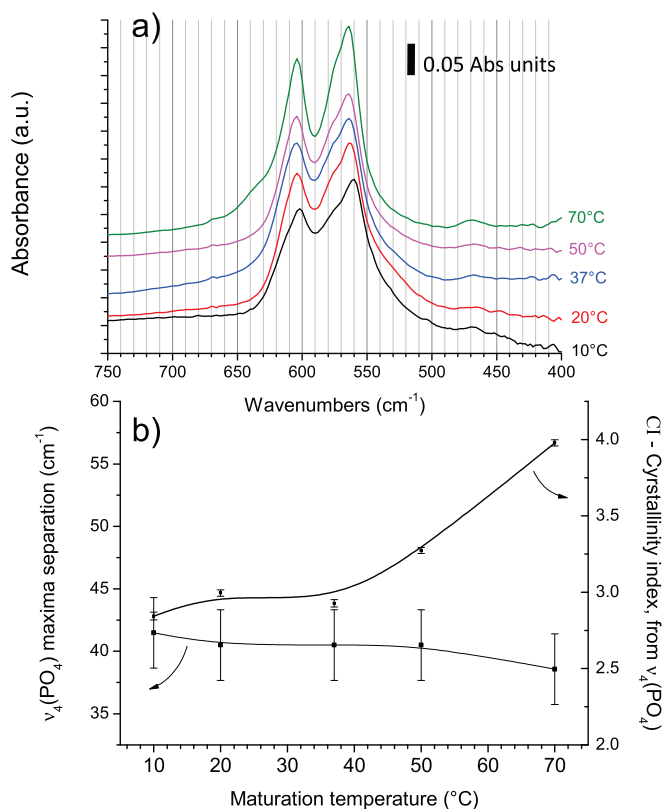 a)
0.05 Abs units
Absorbance (a.u.)
70°C
50°C
37°C
20°C
10°C
750 700 650 600 550 500 450 400
Wavenumbers (cm-1)
b)
60
55
50
45
40
35
ν4(PO4) maxima separation (cm-1)
4.0
3.5
3.0
2.5
2.0
CI - Cyrstallinity index, from ν4(PO4)
10 20 30 40 50 60 70
Maturation temperature (°C)